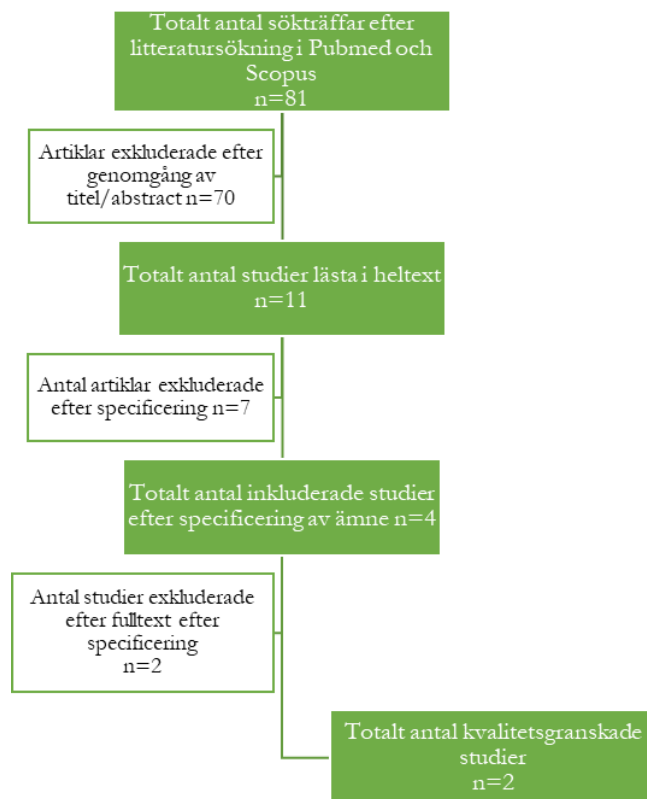 Totalt antal sökträffar efter
litteratursökning i Pubmed och
Scopus
n=81
Artiklar exkluderade efter
genomgång av
titel/abstract n=70
Totalt antal studier lästa i heltext
n=11
Antal artiklar exkluderade
efter specificering n=7
Totalt antal inkluderade studier
efter specificering av ämne n=4
Antal studier exkluderade
efter fulltext efter
specificering
n=2
Totalt antal kvalitetsgranskade
studier
n=2